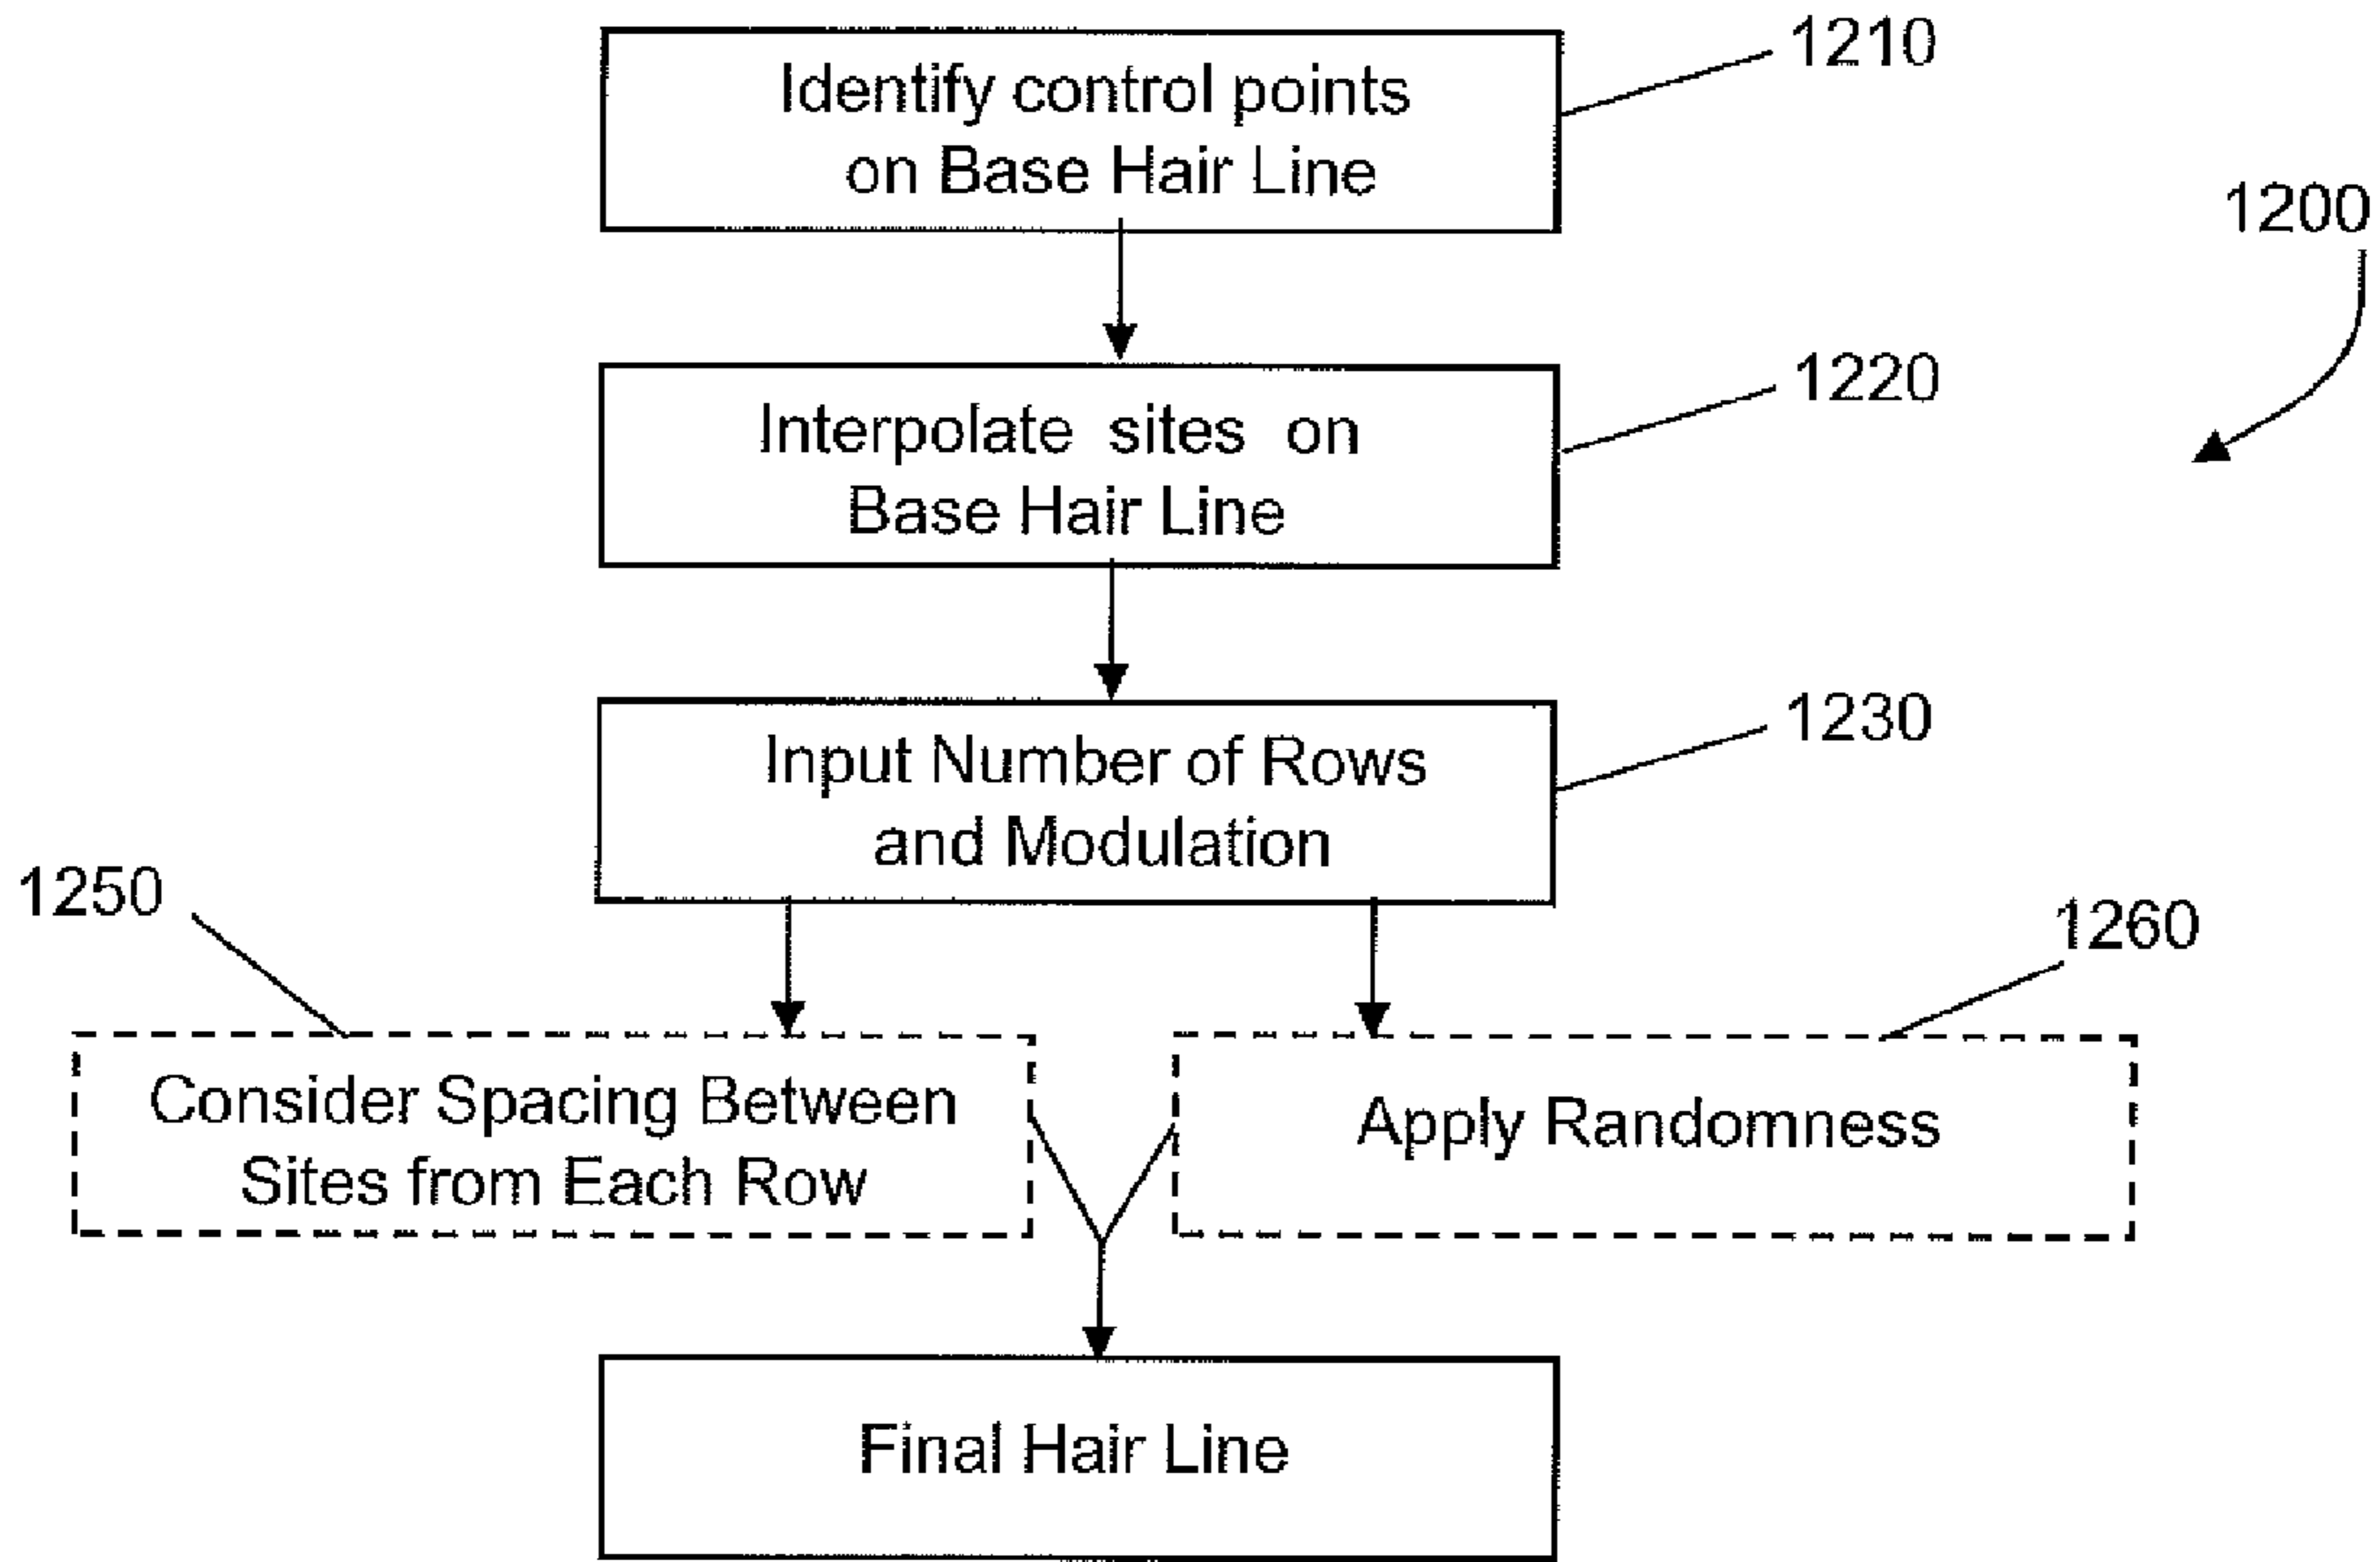 1210
Identify control points
on Base Hair Line
1200
1220
Interpolate sites on
Base Hair Line
1230
Input Number of Rows
and Modulation
1250
1260
Consider Spacing Between
Sites from Each Row
Apply Randomness
Final Hair Line